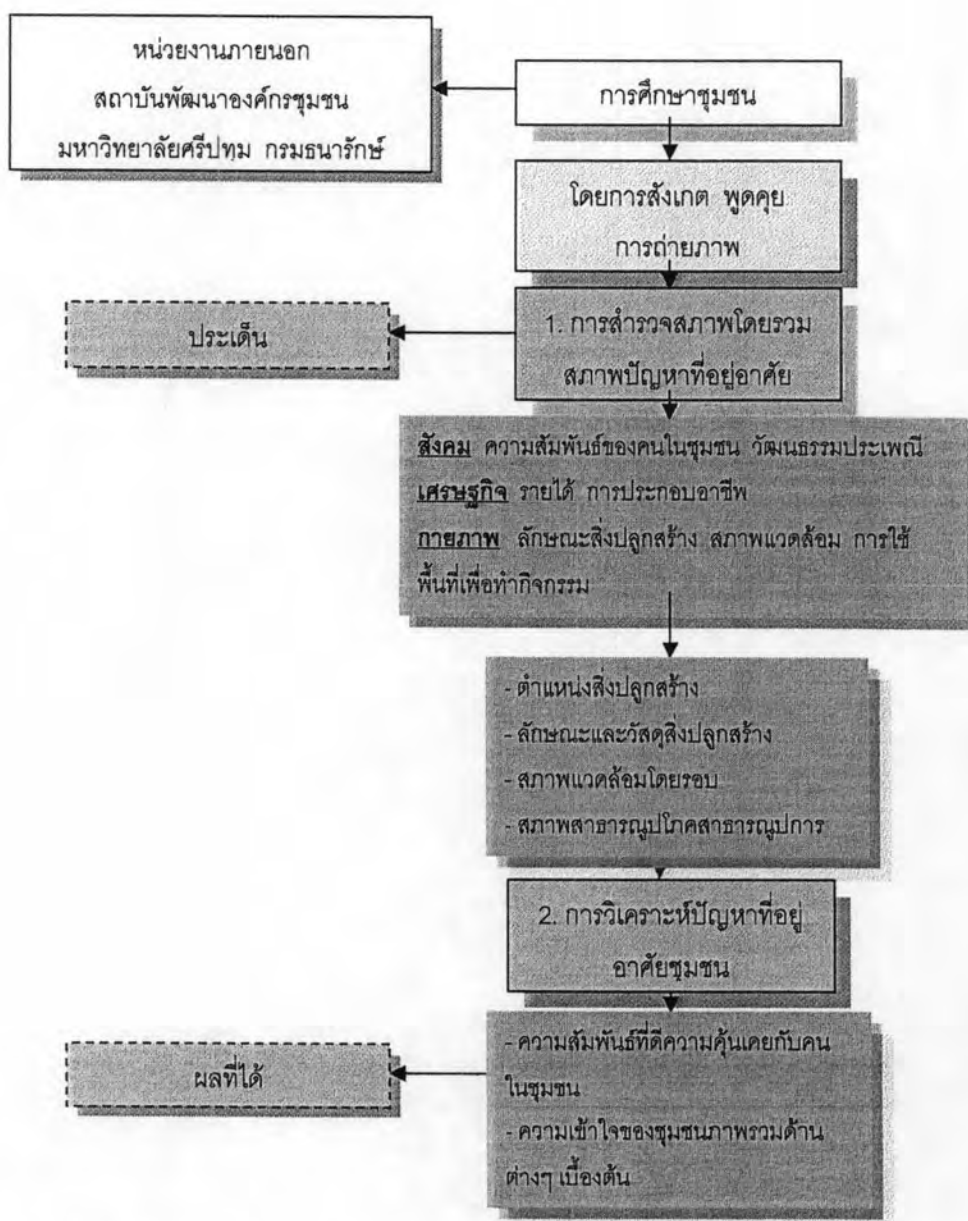 หน่วยงานภายนอก
สถาบันพัฒนาองค์กรชุมชน
มหาวิทยาลัยศรีปทุม กรมธนารักษ์
การศึกษาชุมชน
โดยการสังเกต พูดคุย
การถ่ายภาพ
ประเด็น
1. การสำรวจสภาพโดยรวม
สภาพปัญหาที่อยู่อาศัย
สังคม ความสัมพันธ์ของคนในชุมชน วัฒนธรรมประเพณี
เศรษฐกิจ รายได้ การประกอบอาชีพ
กายภาพ ลักษณะสิ่งปลูกสร้าง สภาพแวดล้อม การใช้
พื้นที่เพื่อทำกิจกรรม
- ตำแหน่งสิ่งปลูกสร้าง
- ลักษณะและวัสดุสิ่งปลูกสร้าง
- สภาพแวดล้อมโดยรอบ
- สภาพสาธารณูปโภคสาธารณูปการ
2. การวิเคราะห์ปัญหาที่อยู่
อาศัยชุมชน
ผลที่ได้
- ความสัมพันธ์ที่ดีความคุ้นเคยกับคน
ในชุมชน
- ความเข้าใจของชุมชนภาพรวมด้าน
ต่างๆ เบื้องต้น